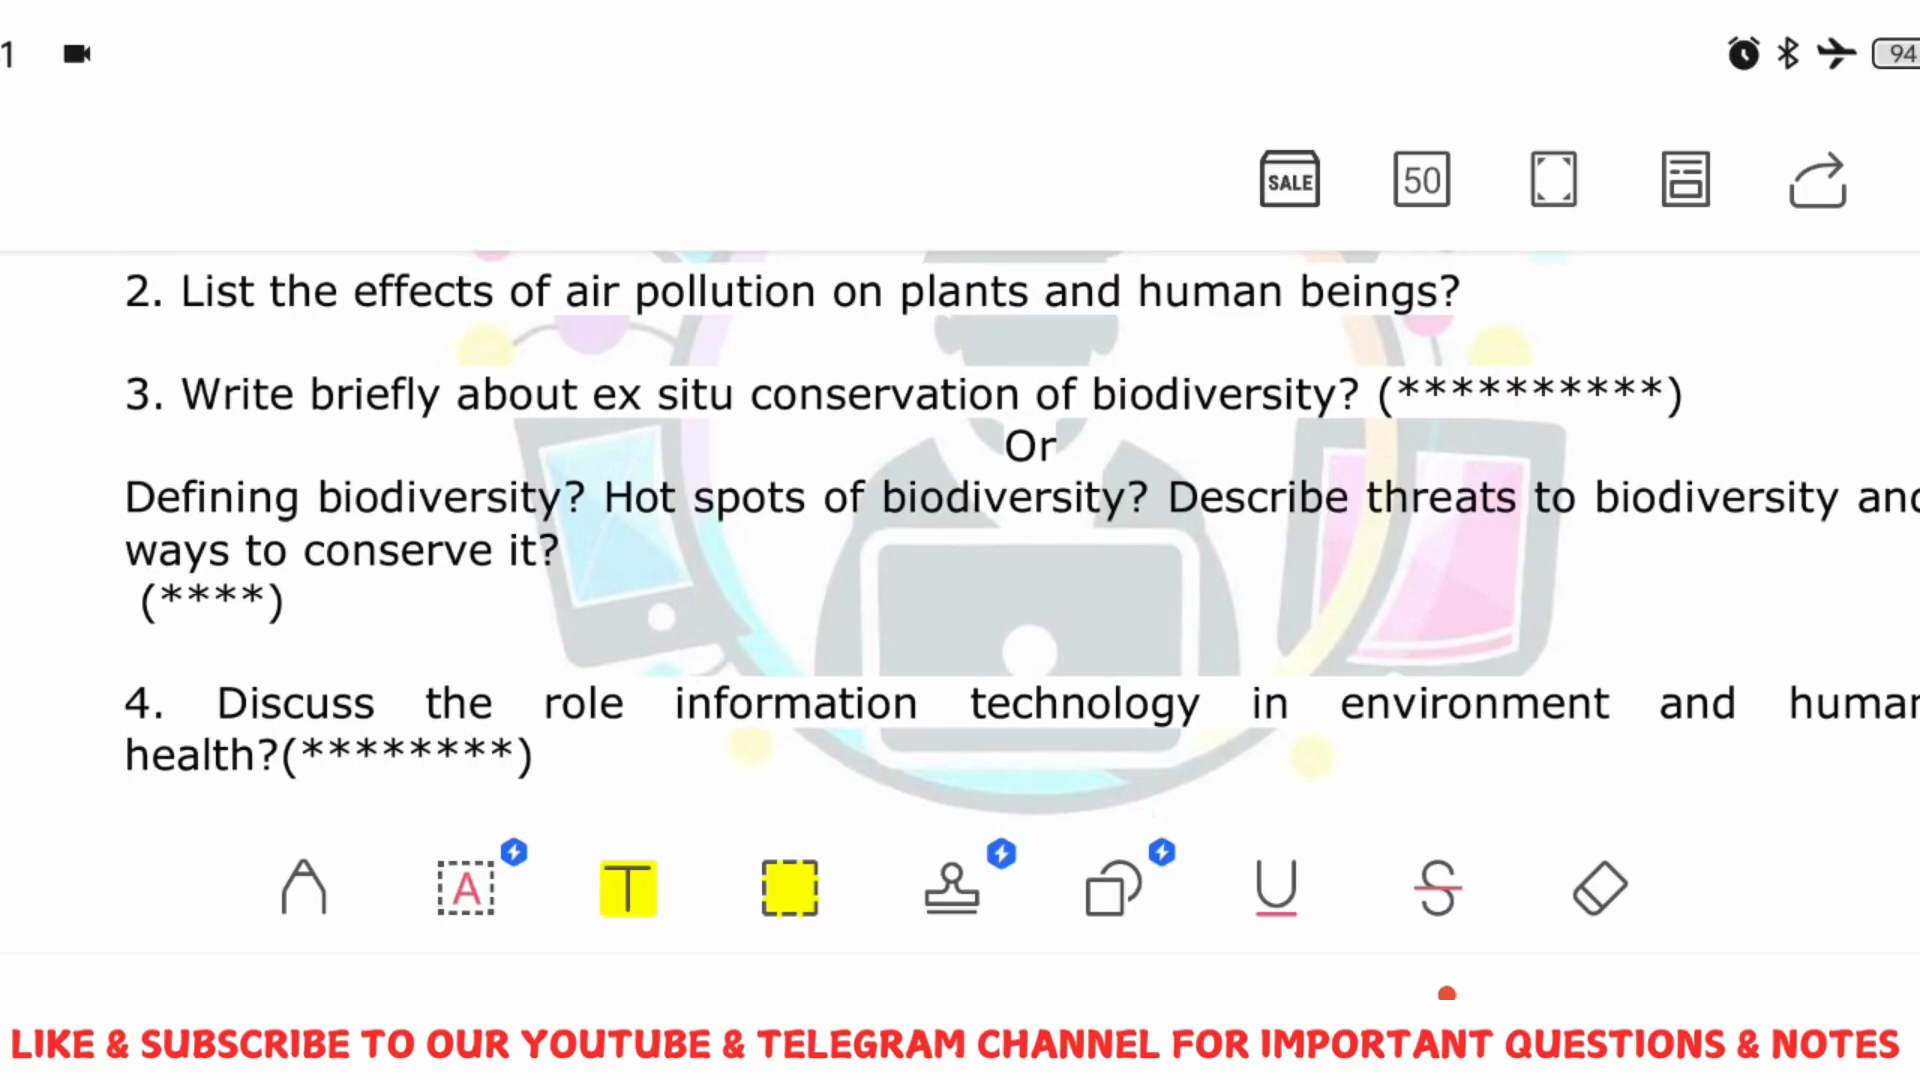 1
94
SALE
50
2. List the effects of air pollution on plants and human beings?
3. Write briefly about ex situ conservation of biodiversity? (**********)
Or
Defining biodiversity? Hot spots of biodiversity? Describe threats to biodiversity and
ways to conserve it?
(****)
4. Discuss the role information technology in environment and human
health?(********)
A
T
U
S
LIKE & SUBSCRIBE TO OUR YOUTUBE & TELEGRAM CHANNEL FOR IMPORTANT QUESTIONS & NOTES